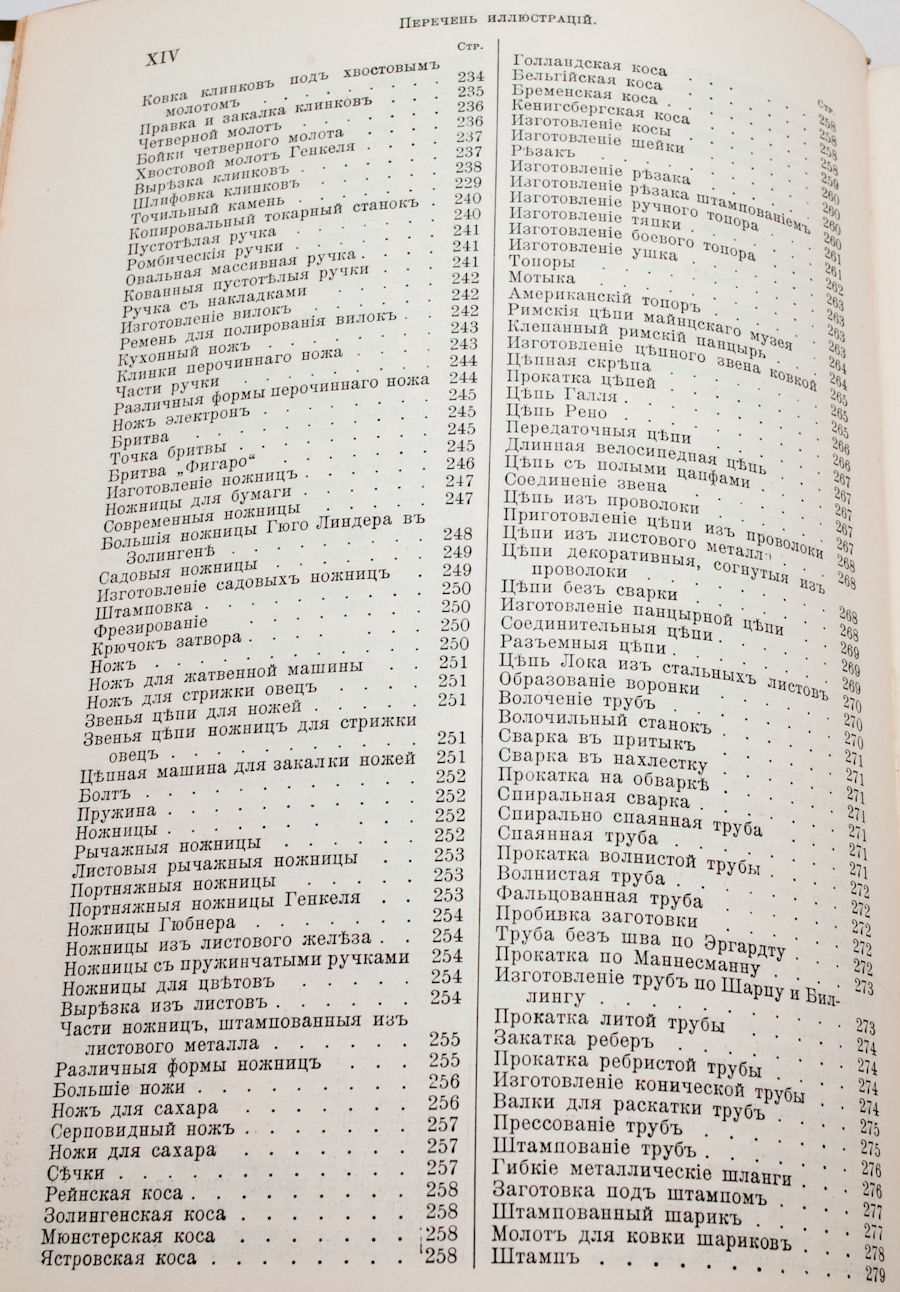 Перечень иллюстрацій.
XIV
Стр.
Ковка клинковъ подъ хвостовымъ
молотомъ . . . . . . . . 234
Правка и закалка клинковъ . . . 235
Четверной молотъ . . . . . . 236
Бойки четверного молота . . . . 236
Хвостовой молотъ Генкеля . . . . 237
Вырѣзка клинковъ . . . . . . 237
Шлифовка клинковъ . . . . . . 238
Точильный камень . . . . . . 229
Копировальный токарный станокъ . 240
Пустотѣлая ручка . . . . . . 240
Ромбическія ручки . . . . . . 241
Овальная массивная ручка . . . . 241
Кованныя пустотѣлыя ручки . . . 241
Ручка съ накладками . . . . . 242
Изготовленіе вилокъ . . . . . 242
Ремень для полированія вилокъ . . 242
Кухонный ножъ . . . . . . . 243
Клинки перочиннаго ножа . . . . 243
Части ручки . . . . . . . . 244
Различныя формы перочиннаго ножа 244
Ножъ электронъ . . . . . . . 245
Бритва . . . . . . . . . . 245
Точка бритвы . . . . . . . . 245
Бритва „Фигаро“ . . . . . . . 245
Изготовленіе ножницъ . . . . . 246
Ножницы для бумаги . . . . . 247
Современныя ножницы . . . . . 247
Большія ножницы Гюго Линдера въ
Золингенѣ . . . . . . . . 248
Садовыя ножницы . . . . . . 249
Изготовленіе садовыхъ ножницъ . 249
Штамповка . . . . . . . . . 250
Фрезированіе . . . . . . . . 250
Крючокъ затвора . . . . . . . 250
Ножъ . . . . . . . . . . . 250
Ножъ для жатвенной машины . . 251
Ножъ для стрижки овецъ . . . . 251
Звенья цѣпи для ножей . . . . . 251
Звенья цѣпи ножницъ для стрижки
овецъ . . . . . . . . . . 251
Цѣпная машина для закалки ножей 251
Болтъ . . . . . . . . . . . 252
Пружина . . . . . . . . . . 252
Ножницы . . . . . . . . . . 252
Рычажныя ножницы . . . . . . 252
Листовыя рычажныя ножницы . . 253
Портняжныя ножницы . . . . . 253
Портняжныя ножницы Генкеля . . 253
Ножницы Гюбнера . . . . . . 254
Ножницы изъ листового желѣза . . 254
Ножницы съ пружинчатыми ручками 254
Ножницы для цвѣтовъ . . . . . 254
Вырѣзка изъ листовъ . . . . . . 254
Части ножницъ, штампованныя изъ
листового металла . . . . . . 255
Различныя формы ножницъ . . . 255
Большіе ножи . . . . . . . . 256
Ножъ для сахара . . . . . . . 256
Серповидный ножъ . . . . . . . 257
Ножи для сахара . . . . . . . 257
Сѣчки . . . . . . . . . . . 257
Рейнская коса . . . . . . . . 258
Золингенская коса . . . . . . . 258
Мюнстерская коса . . . . . . . 258
Ястровская коса . . . . . . . . 258
Стр.
Голландская коса . . . . . . 258
Бельгійская коса . . . . . . 258
Бременская коса . . . . . . 258
Кенигсбергская коса . . . . . 258
Изготовленіе косы . . . . . . 259
Изготовленіе шейки . . . . . 260
Рѣзакъ . . . . . . . . . . 260
Изготовленіе рѣзака . . . . . 260
Изготовленіе рѣзака штампованіемъ 260
Изготовленіе ручного топора . . 261
Изготовленіе тяпки . . . . . . 261
Изготовленіе боевого топора . . 262
Изготовленіе ушка . . . . . . 263
Топоры . . . . . . . . . . 263
Мотыка . . . . . . . . . . 263
Американскій топоръ . . . . . 263
Римскія цѣпи майнцскаго музея . 264
Клепанный римскій панцырь . . . 264
Изготовленіе цѣпного звена ковкой 265
Цѣпная скрѣпа . . . . . . . 265
Прокатка цѣпей . . . . . . . 265
Цѣпь Галля . . . . . . . . . 266
Цѣпь Рено . . . . . . . . . 266
Передаточныя цѣпи . . . . . . 267
Длинная велосипедная цѣпь . . . 267
Цѣпь съ полыми цапфами . . . . 267
Соединеніе звена . . . . . . 267
Цѣпь изъ проволоки . . . . . 267
Приготовленіе цѣпи изъ проволоки 268
Цѣпи изъ листового металла . . . 268
Цѣпи декоративныя, согнутыя изъ
проволоки . . . . . . . . 268
Цѣпи безъ сварки . . . . . . 268
Изготовленіе панцырной цѣпи . . 269
Соединительныя цѣпи . . . . . 269
Разъемныя цѣпи . . . . . . . 269
Цѣпь Лока изъ стальныхъ листовъ 270
Образованіе воронки . . . . . 270
Волоченіе трубъ . . . . . . . 270
Волочильный станокъ . . . . . 271
Сварка въ притыкъ . . . . . . 271
Сварка въ нахлестку . . . . . 271
Прокатка на обваркѣ . . . . . 271
Спиральная сварка . . . . . . 271
Спирально спаянная труба . . . 271
Спаянная труба . . . . . . . 272
Прокатка волнистой трубы . . . 272
Волнистая труба . . . . . . . 272
Фальцованная труба . . . . . 272
Пробивка заготовки . . . . . 272
Труба безъ шва по Эргардту . . . 272
Прокатка по Маннесманну . . . 273
Изготовленіе трубъ по Шарпу и Бил-
лингу . . . . . . . . . . 273
Прокатка литой трубы . . . . . 274
Закатка реберъ . . . . . . . 274
Прокатка ребристой трубы . . . . 274
Изготовленіе конической трубы . . 274
Валки для раскатки трубъ . . . . 275
Прессованіе трубъ . . . . . . 275
Штампованіе трубъ . . . . . . 276
Гибкіе металлическіе шланги . . . 276
Заготовка подъ штампомъ . . . . 277
Штампованный шарикъ . . . . . 277
Молотъ для ковки шариковъ . . . 278
Штампъ . . . . . . . . . . 279